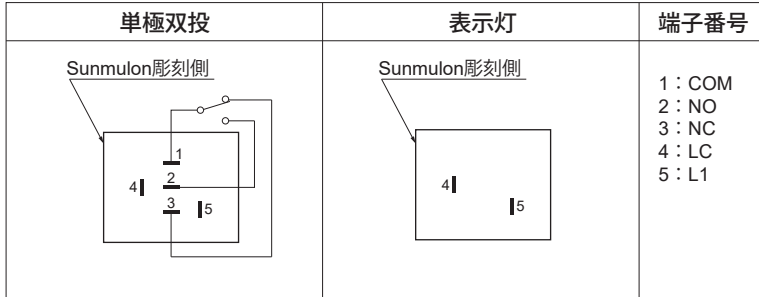 単極双投
表示灯
端子番号
Sunmulon彫刻側
1
2
3
4
5
Sunmulon彫刻側
4
5
1：COM
2：NO
3：NC
4：LC
5：L1